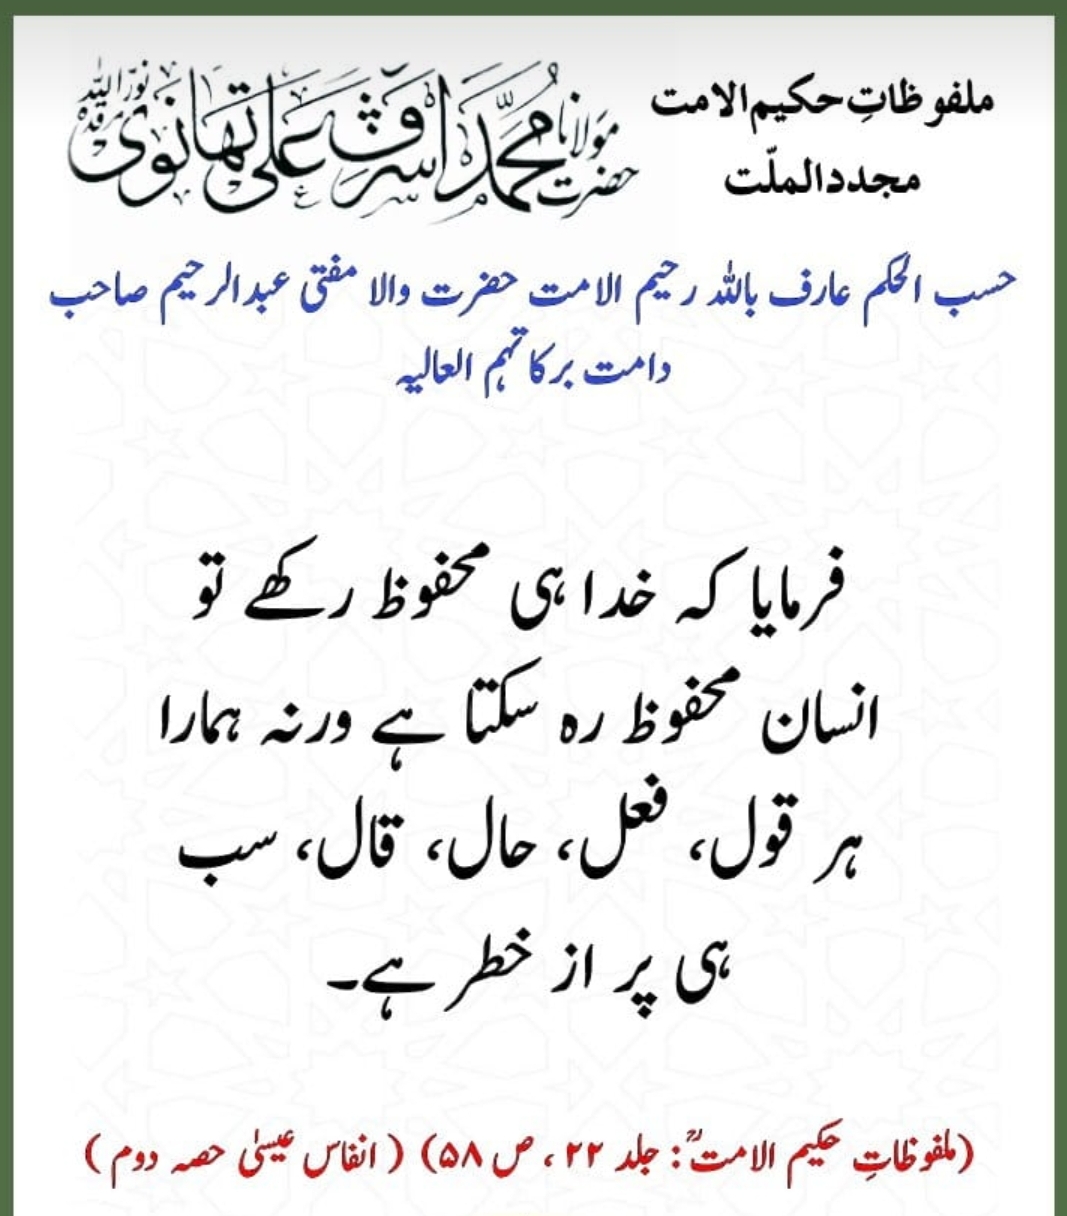 ملفوظاتِ حکیم الامت
مجدد الملّت
حضرت مولانا محمد اشرف علی تھانوی نوّر اللہ مرقدہ
حسب الحکم عارف باللہ رحیم الامت حضرت والا مفتی عبدالرحیم صاحب
دامت برکاتہم العالیہ
فرمایا کہ خدا ہی محفوظ رکھے تو
انسان محفوظ رہ سکتا ہے ورنہ ہمارا
ہر قول، فعل، حال، قال، سب
ہی پر از خطر ہے۔
(ملفوظاتِ حکیم الامتؒ: جلد ۲۲، ص ۵۸) (انفاس عیسیٰ حصہ دوم)